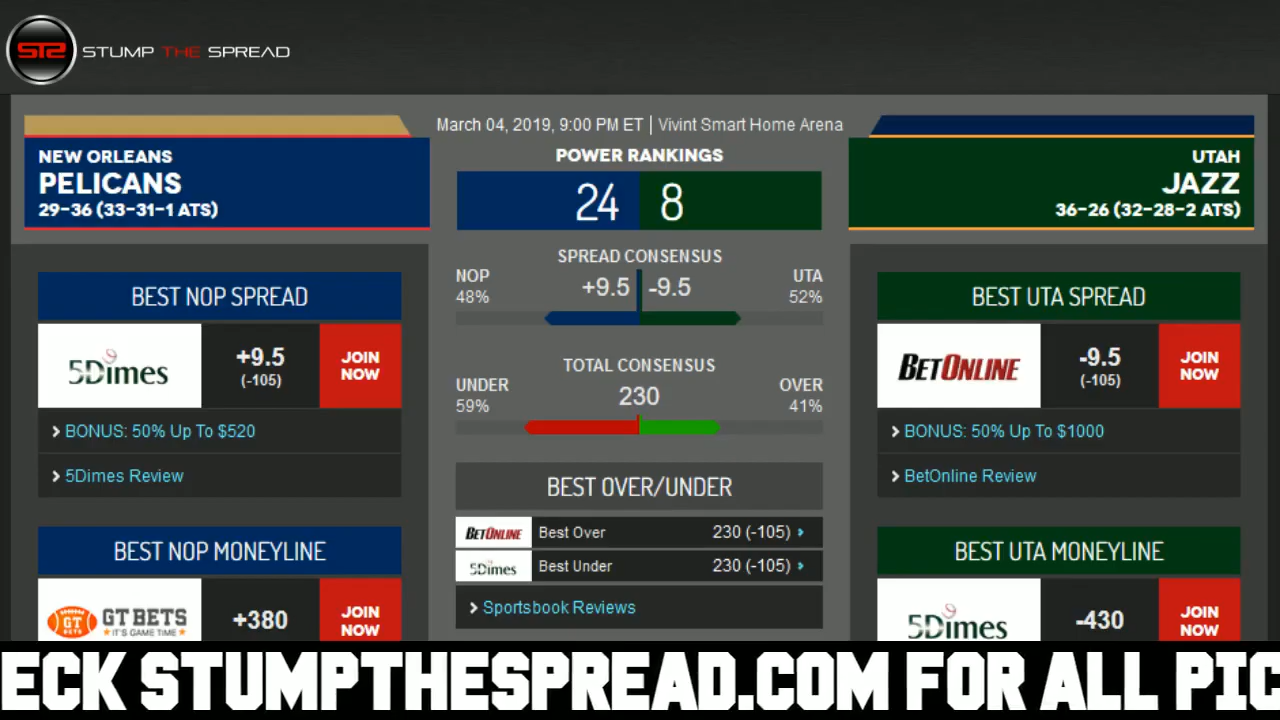 STS STUMP THE SPREAD
March 04, 2019, 9:00 PM ET | Vivint Smart Home Arena
NEW ORLEANS
PELICANS
29-36 (33-31-1 ATS)
POWER RANKINGS
24 8
UTAH
JAZZ
36-26 (32-28-2 ATS)
SPREAD CONSENSUS
NOP
48%
+9.5 -9.5
UTA
52%
TOTAL CONSENSUS
UNDER
59%
230
OVER
41%
BEST NOP SPREAD
5Dimes
+9.5
(-105)
JOIN
NOW
BONUS: 50% Up To $520
5Dimes Review
BEST UTA SPREAD
BETONLINE
-9.5
(-105)
JOIN
NOW
BONUS: 50% Up To $1000
BetOnline Review
BEST OVER/UNDER
BETONLINE Best Over 230 (-105)
5Dimes Best Under 230 (-105)
Sportsbook Reviews
BEST NOP MONEYLINE
GT BETS GT BETS
IT'S GAME TIME
+380
JOIN
NOW
BEST UTA MONEYLINE
5Dimes
-430
JOIN
NOW
ECK STUMPTHESPREAD.COM FOR ALL PIC